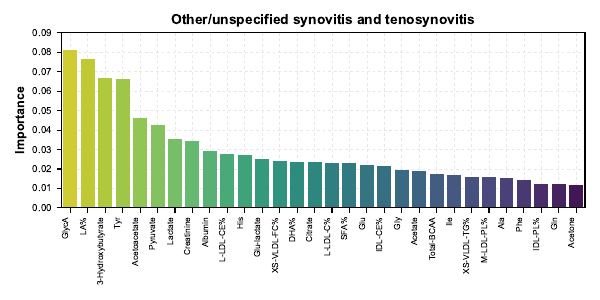 Other/unspecified synovitis and tenosynovitis
Importance
0.09
0.08
0.07
0.06
0.05
0.04
0.03
0.02
0.01
0.00
GlycA
LA%
3-Hydroxybutyrate
Tyr
Acetoacetate
Pyruvate
Lactate
Creatinine
Albumin
L-LDL-CE%
His
Glu-lactate
XS-VLDL-FC%
DHA%
Citrate
L-LDL-C%
SFA%
Glu
IDL-CE%
Gly
Acetate
Total-BCAA
Ile
XS-VLDL-TG%
M-LDL-PL%
Ala
Phe
IDL-PL%
Gln
Acetone